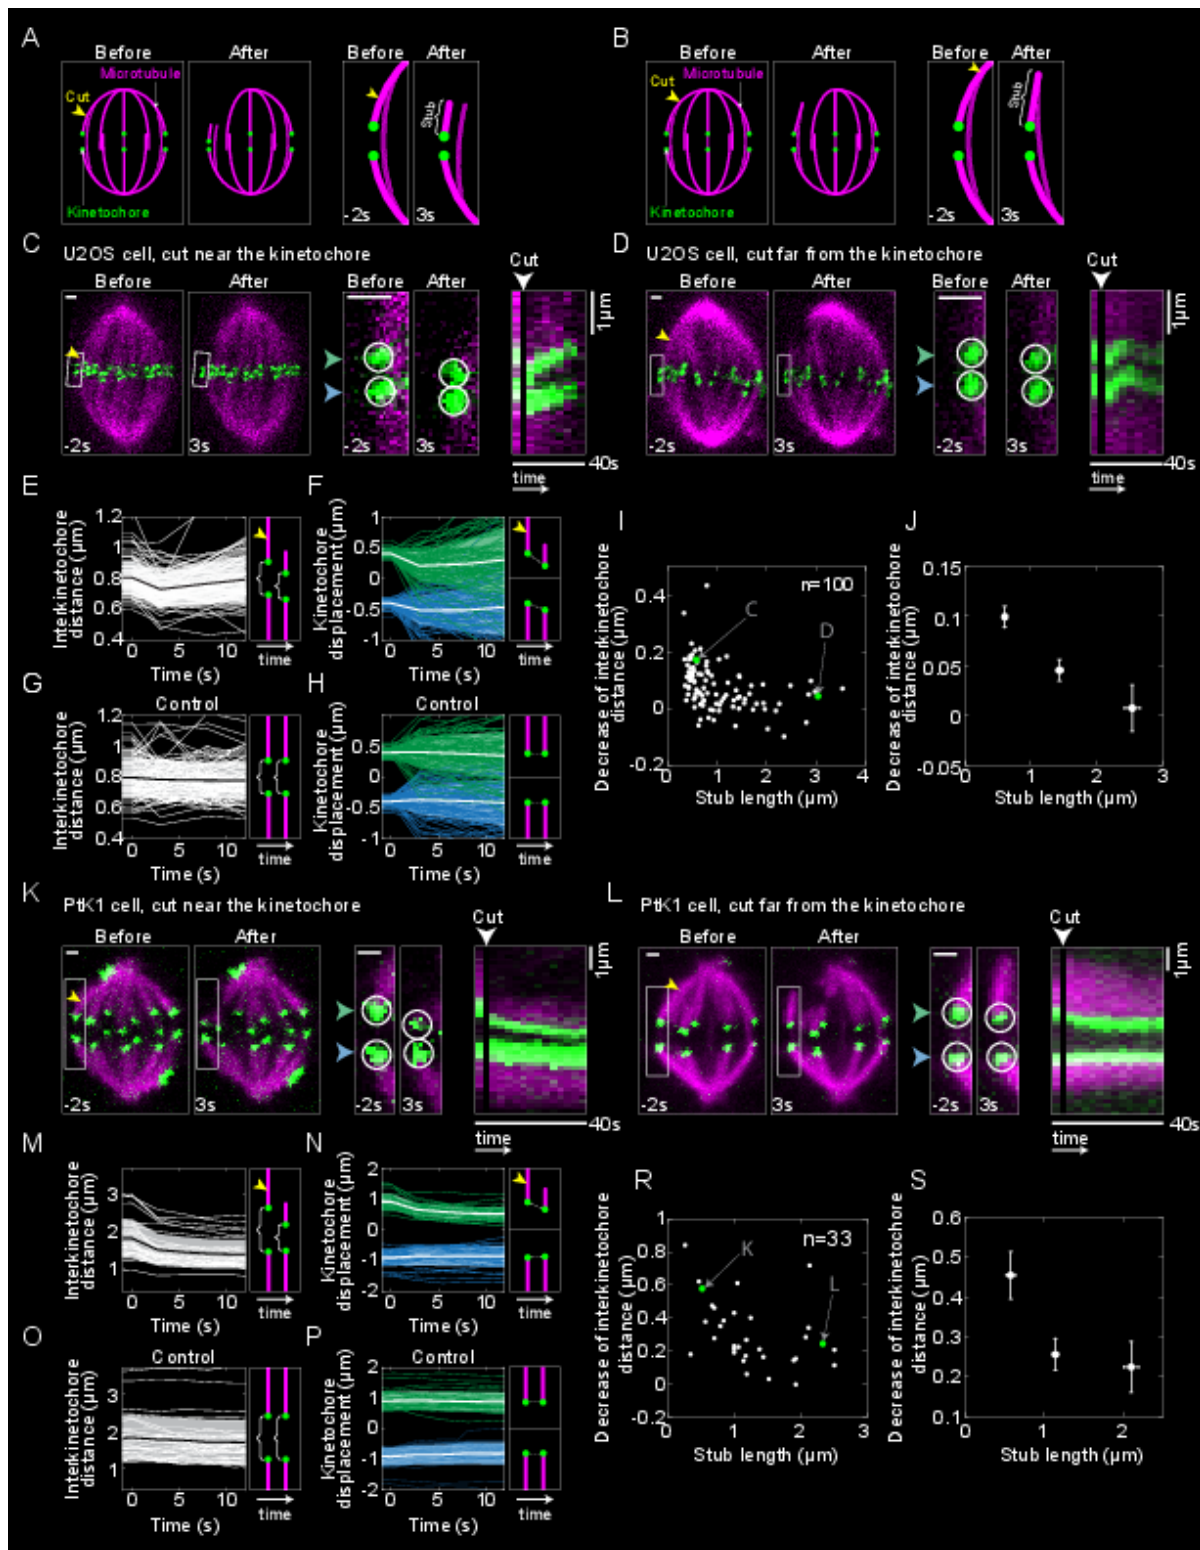 A
Before
After
Before
After
Microtubule
Cut
Kinetochore
Stub
-2s
3s
B
Before
After
Before
After
Microtubule
Cut
Kinetochore
Stub
-2s
3s
C
U2OS cell, cut near the kinetochore
Before
After
Before
After
Cut
1µm
-2s
3s
-2s
3s
40s
time
D
U2OS cell, cut far from the kinetochore
Before
After
Before
After
Cut
1µm
-2s
3s
-2s
3s
40s
time
E
Interkinetochore
distance (µm)
1.2
1
0.8
0.6
0.4
0 5 10
Time (s)
time
F
Kinetochore
displacement (µm)
1
0.5
0
-0.5
-1
0 5 10
Time (s)
time
G
Control
Interkinetochore
distance (µm)
1.2
1
0.8
0.6
0.4
0 5 10
Time (s)
time
H
Control
Kinetochore
displacement (µm)
0.5
0
-0.5
-1
0 5 10
Time (s)
time
I
Decrease of interkinetochore
distance (µm)
0.4
0.2
0
-0.2
n=100
C
D
0 1 2 3 4
Stub length (µm)
J
Decrease of interkinetochore
distance (µm)
0.15
0.1
0.05
0
-0.05
0 1 2 3
Stub length (µm)
K
PtK1 cell, cut near the kinetochore
Before
After
Cut
1µm
-2s
3s
-2s
3s
40s
time
L
PtK1 cell, cut far from the kinetochore
Before
After
Cut
1µm
-2s
3s
-2s
3s
40s
time
M
Interkinetochore
distance (µm)
3
2
1
0 5 10
Time (s)
time
N
Kinetochore
displacement (µm)
2
1
0
-1
-2
0 5 10
Time (s)
time
O
Control
Interkinetochore
distance (µm)
3
2
1
0 5 10
Time (s)
time
P
Control
Kinetochore
displacement (µm)
2
1
0
-1
-2
0 5 10
Time (s)
time
R
Decrease of interkinetochore
distance (µm)
1
0.8
0.6
0.4
0.2
0
-0.2
n=33
K
L
0 1 2 3
Stub length (µm)
S
Decrease of interkinetochore
distance (µm)
0.6
0.5
0.4
0.3
0.2
0.1
0 1 2
Stub length (µm)